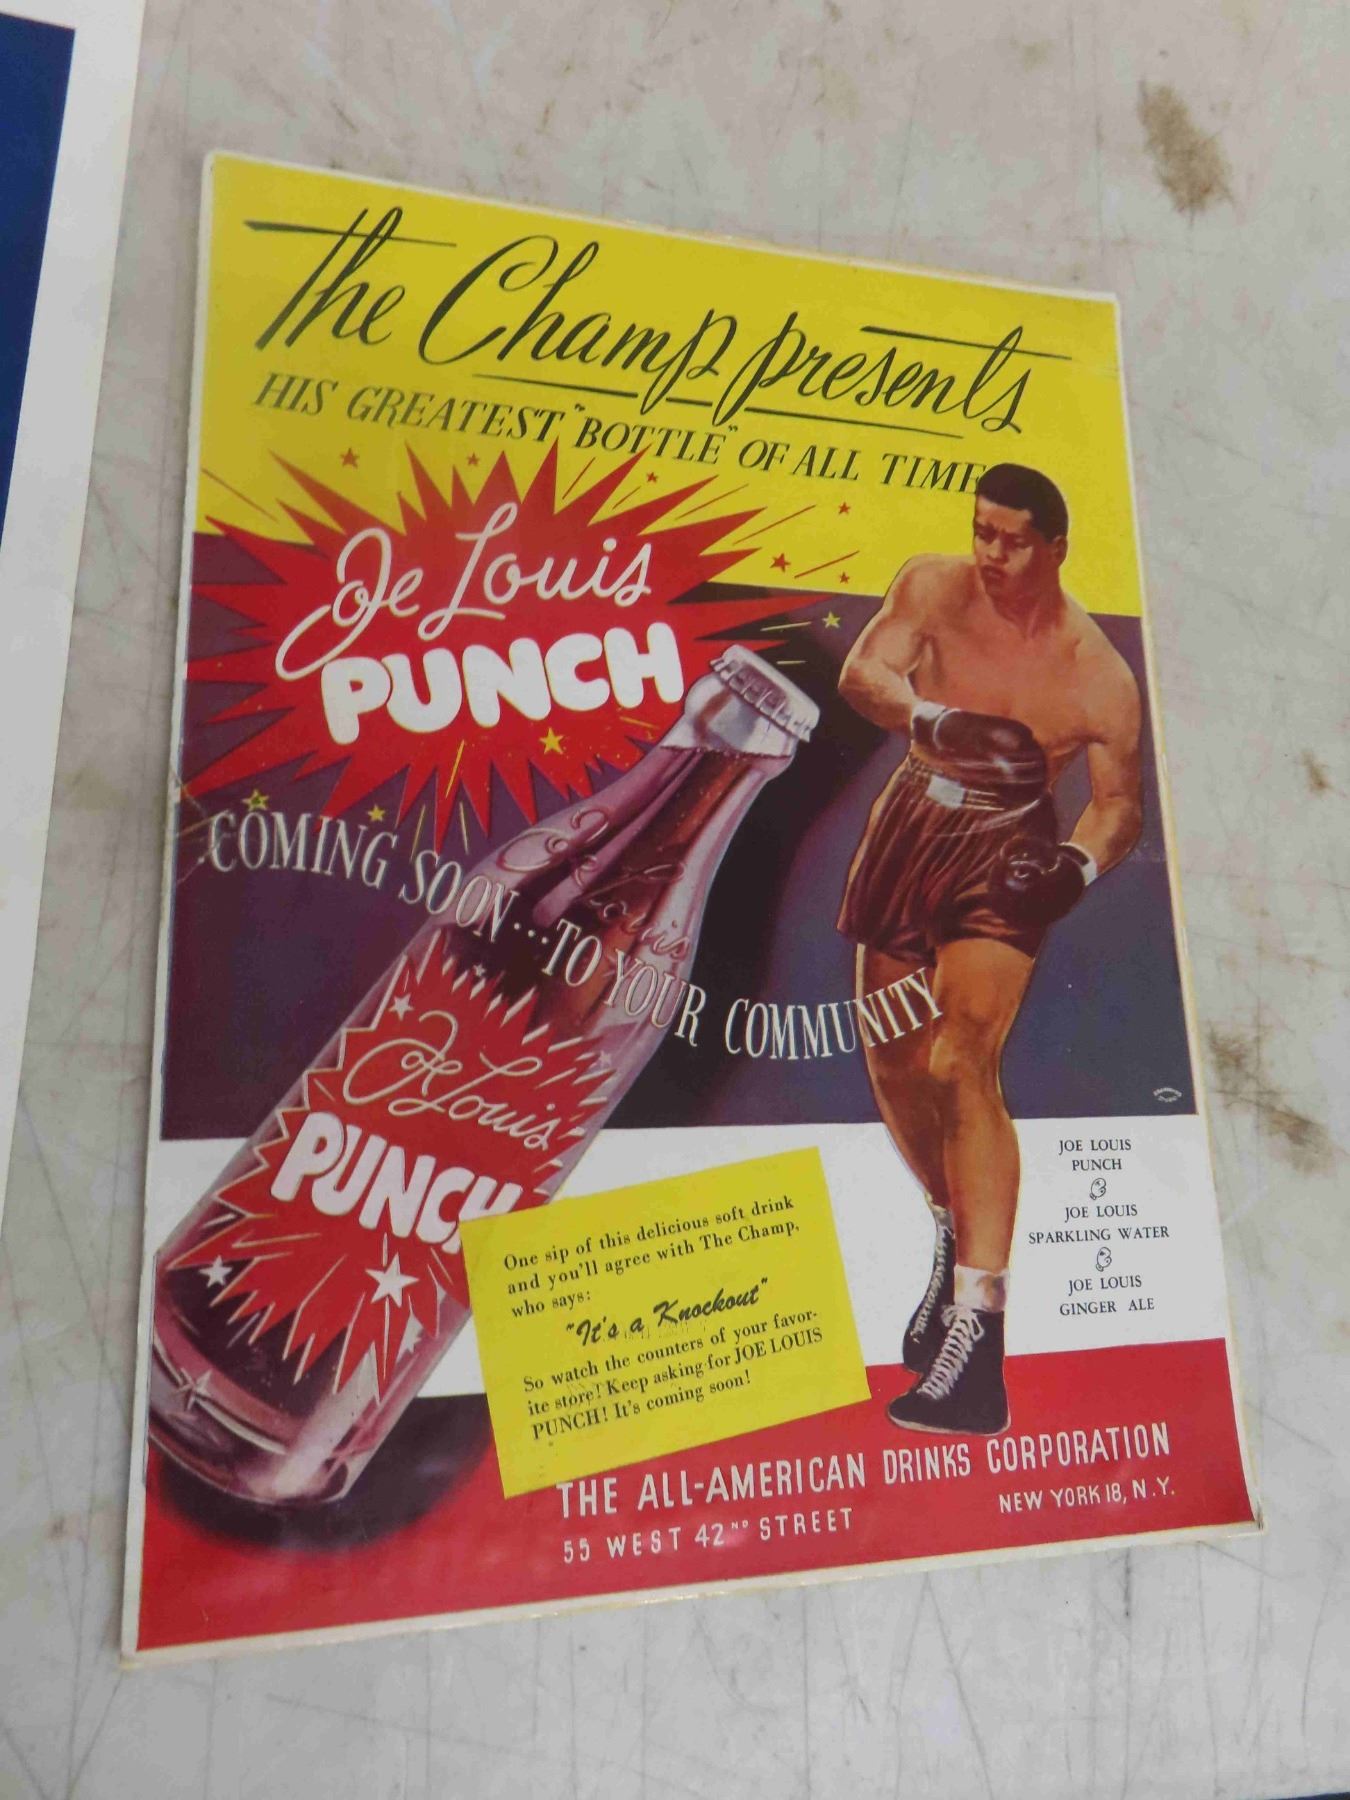 The Champ presents
HIS GREATEST "BOTTLE" OF ALL TIME
Joe Louis
PUNCH
COMING SOON...TO YOUR COMMUNITY
Joe Louis
Joe Louis
PUNCH
JOE LOUIS
PUNCH
JOE LOUIS
SPARKLING WATER
JOE LOUIS
GINGER ALE
One sip of this delicious soft drink
and you'll agree with The Champ,
who says:
"It's a Knockout"
So watch the counters of your favor-
ite store! Keep asking for JOE LOUIS
PUNCH! It's coming soon!
THE ALL-AMERICAN DRINKS CORPORATION
55 WEST 42ND STREET NEW YORK 18, N.Y.